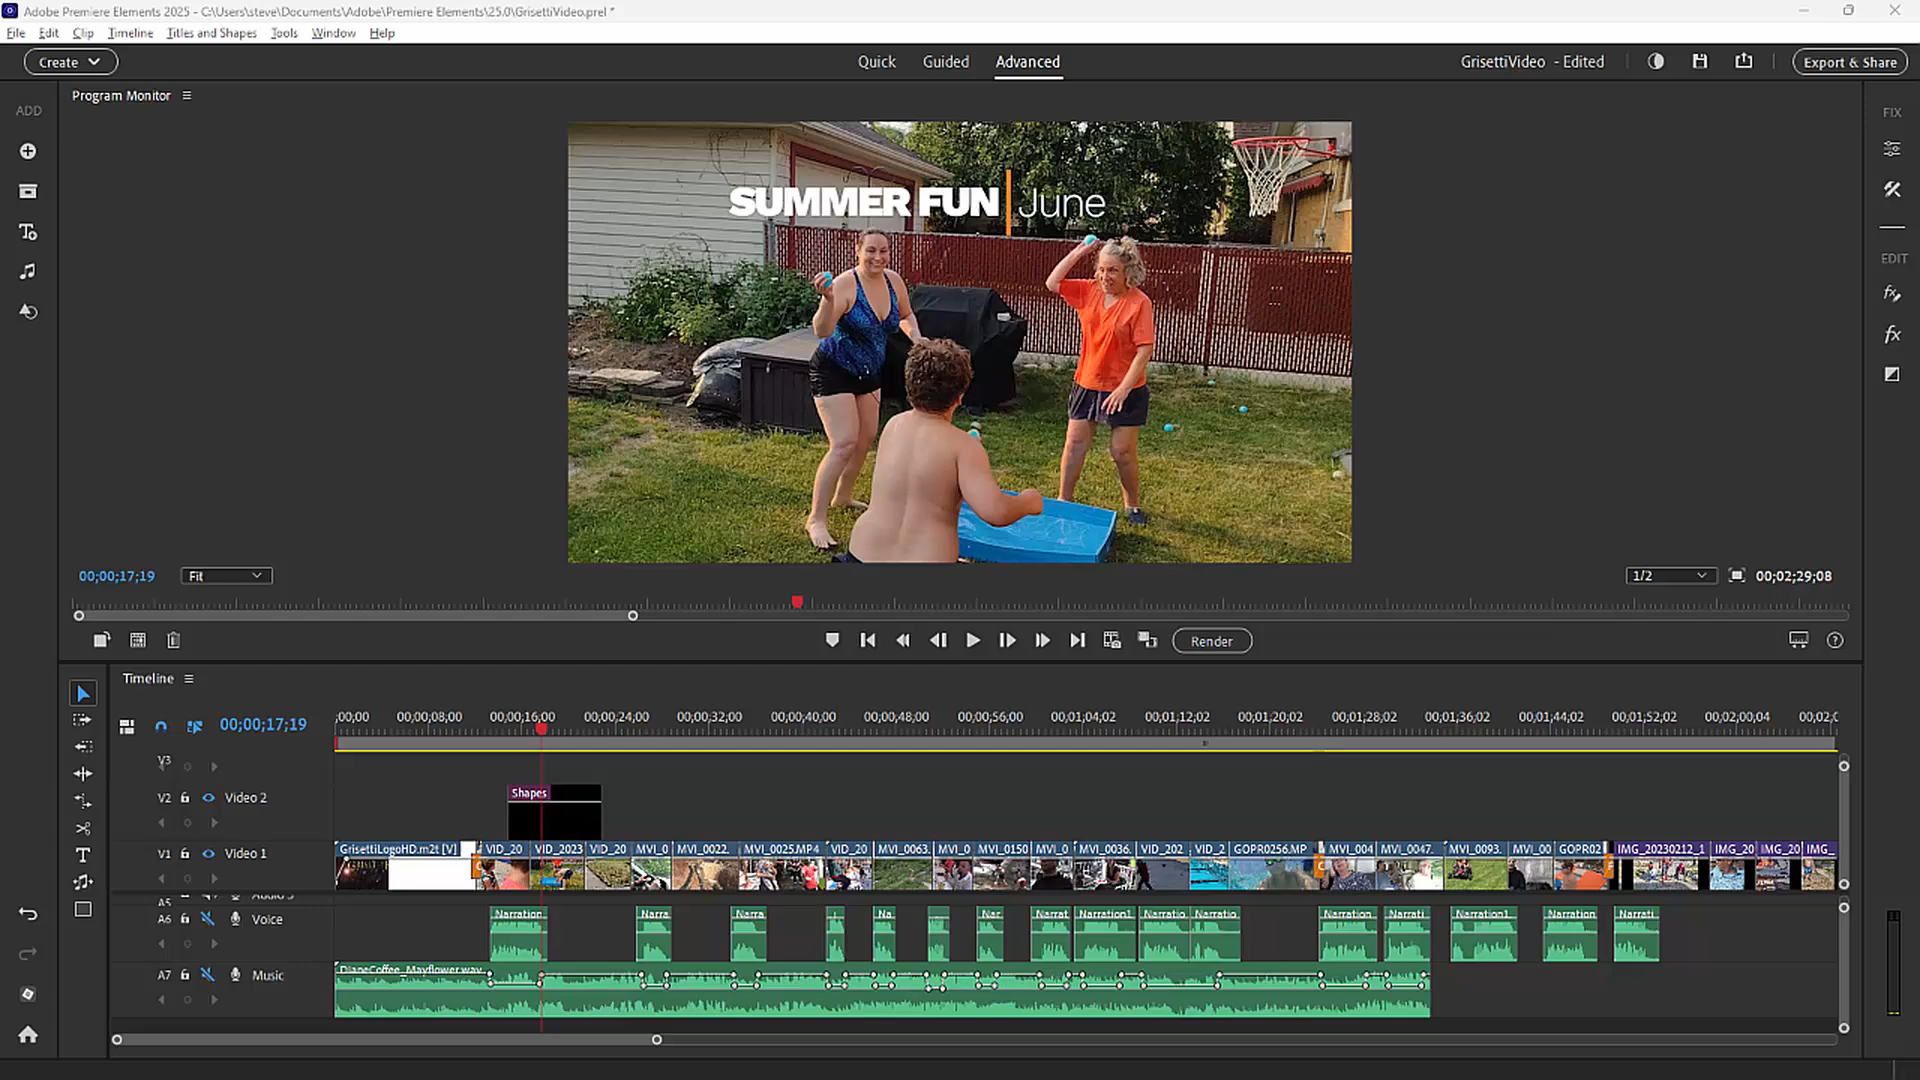 Adobe Premiere Elements 2025 - C:\Users\steve\Documents\Adobe\Premiere Elements\25.0\GrisettiVideo.prel *
File Edit Clip Timeline Titles and Shapes Tools Window Help
Create Quick Guided Advanced GrisettiVideo - Edited Export & Share
ADD Program Monitor FIX
SUMMER FUN June
EDIT
00;00;17;19 Fit 1/2 00;02;29;08
Render
Timeline
00;00;17;19 ;00;00 00;00;08;00 00;00;16;00 00;00;24;00 00;00;32;00 00;00;40;00 00;00;48;00 00;00;56;00 00;01;04;02 00;01;12;02 00;01;20;02 00;01;28;02 00;01;36;02 00;01;44;02 00;01;52;02 00;02;00;04 00;02;0
V3
V2 Video 2 Shapes
V1 Video 1 GrisettiLogoHD.m2t [V] VID_20 VID_2023 VID_20 MVI_0 MVI_0022. MVI_0025.MP4 VID_20 MVI_0063. MVI_0 MVI_0150 MVI_0 MVI_0036. VID_202 VID_2 GOPR0256.MP MVI_004 MVI_0047. MVI_0093. MVI_00 GOPR02 IMG_20230212_1 IMG_20 IMG_20 IMG_
A5
A6 Voice Narration Narra Narra Na Nar Narrat Narration1 Narratio Narratio Narration Narrati Narration1 Narration Narrati
A7 Music DianeCoffee_Mayflower.wav